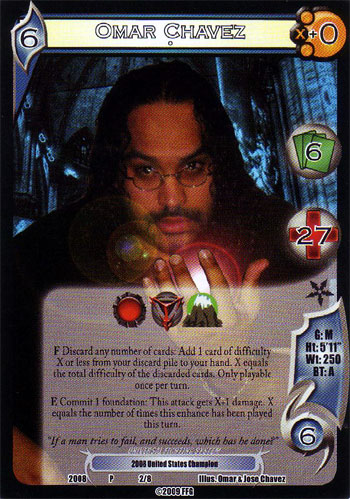 6
OMAR CHAVEZ
X+0
6
27
F Discard any number of cards: Add 1 card of difficulty
X or less from your discard pile to your hand. X equals
the total difficulty of the discarded cards. Only playable
once per turn.
E Commit 1 foundation: This attack gets X+1 damage. X
equals the number of times this enhance has been played
this turn.
"If a man tries to fail, and succeeds, which has he done?"
G: M
Ht: 5'11"
Wt: 250
BT: A
6
UNIVERSAL FIGHTING SYSTEM
2008 United States Champion
2008 P 2/8 Illus: Omar & Jose Chavez
©2009 FFG